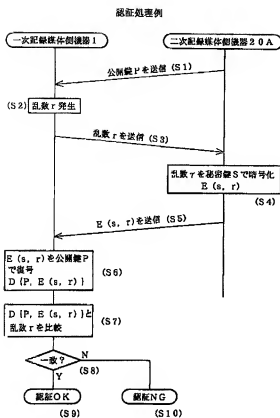 認証処理例
一次記録媒体側機器1
二次記録媒体側機器20A
公開鍵Pを送信 (S1)
(S2)
乱数r発生
乱数rを送信 (S3)
乱数rを秘密鍵Sで暗号化
E (s, r)
(S4)
E (s, r) を送信 (S5)
E (s, r) を公開鍵P
で復号
D {P, E (s, r) }
(S6)
D {P, E (s, r) } と
乱数rを比較
(S7)
一致?
N
(S8)
Y
認証OK
認証NG
(S9)
(S10)